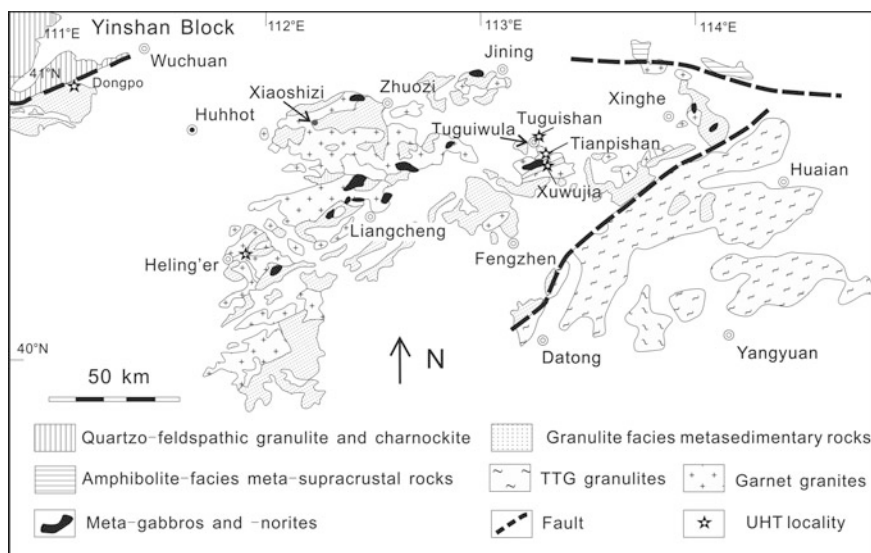 111°E
Yinshan Block
112°E
113°E
114°E
Wuchuan
Jining
41°N
Dongpo
Xiaoshizi
Zhuozi
Xinghe
Huhhot
Tuguishan
Tuguiwula
Tianpishan
Huaian
Xuwujia
Liangcheng
Heling'er
Fengzhen
40°N
N
Datong
Yangyuan
50 km
Quartzo-feldspathic granulite and charnockite
Granulite facies metasedimentary rocks
Amphibolite-facies meta-supracrustal rocks
TTG granulites
Garnet granites
Meta-gabbros and -norites
Fault
UHT locality